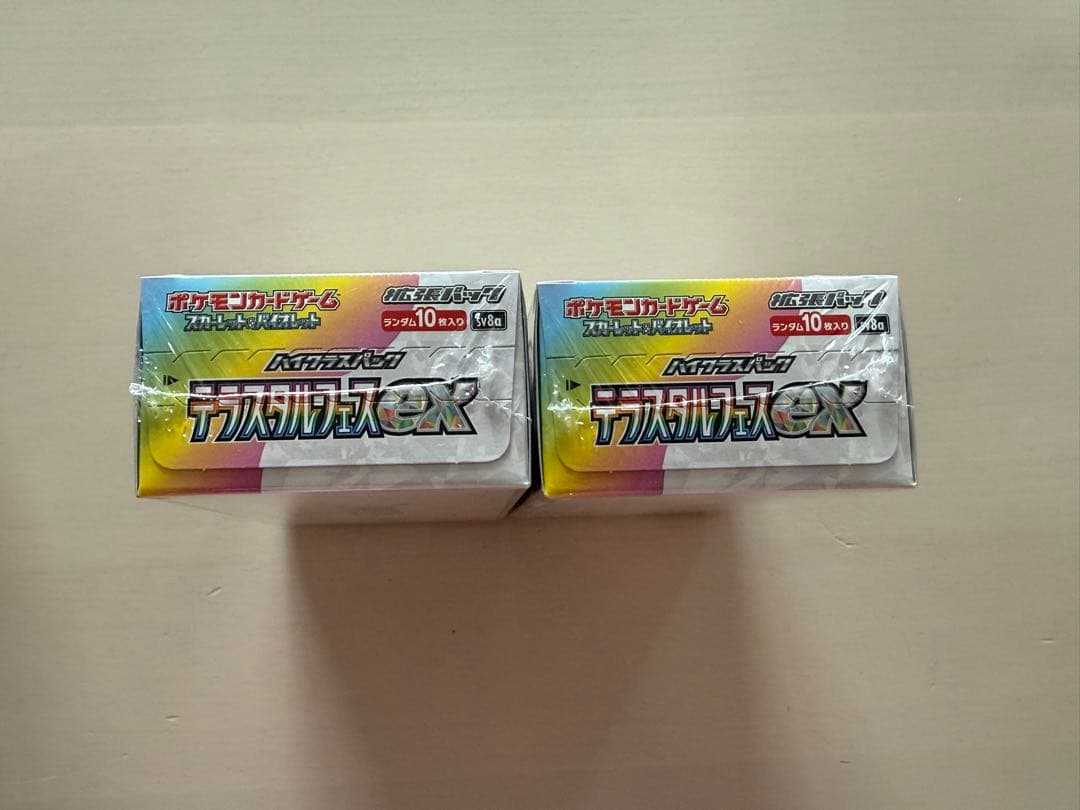 ポケモンカードゲーム
スカーレット&バイオレット
拡張パック
ランダム10枚入り
sv8a
ハイクラスパック
テラスタルフェスex
ポケモンカードゲーム
スカーレット&バイオレット
拡張パック
ランダム10枚入り
sv8a
ハイクラスパック
テラスタルフェスex